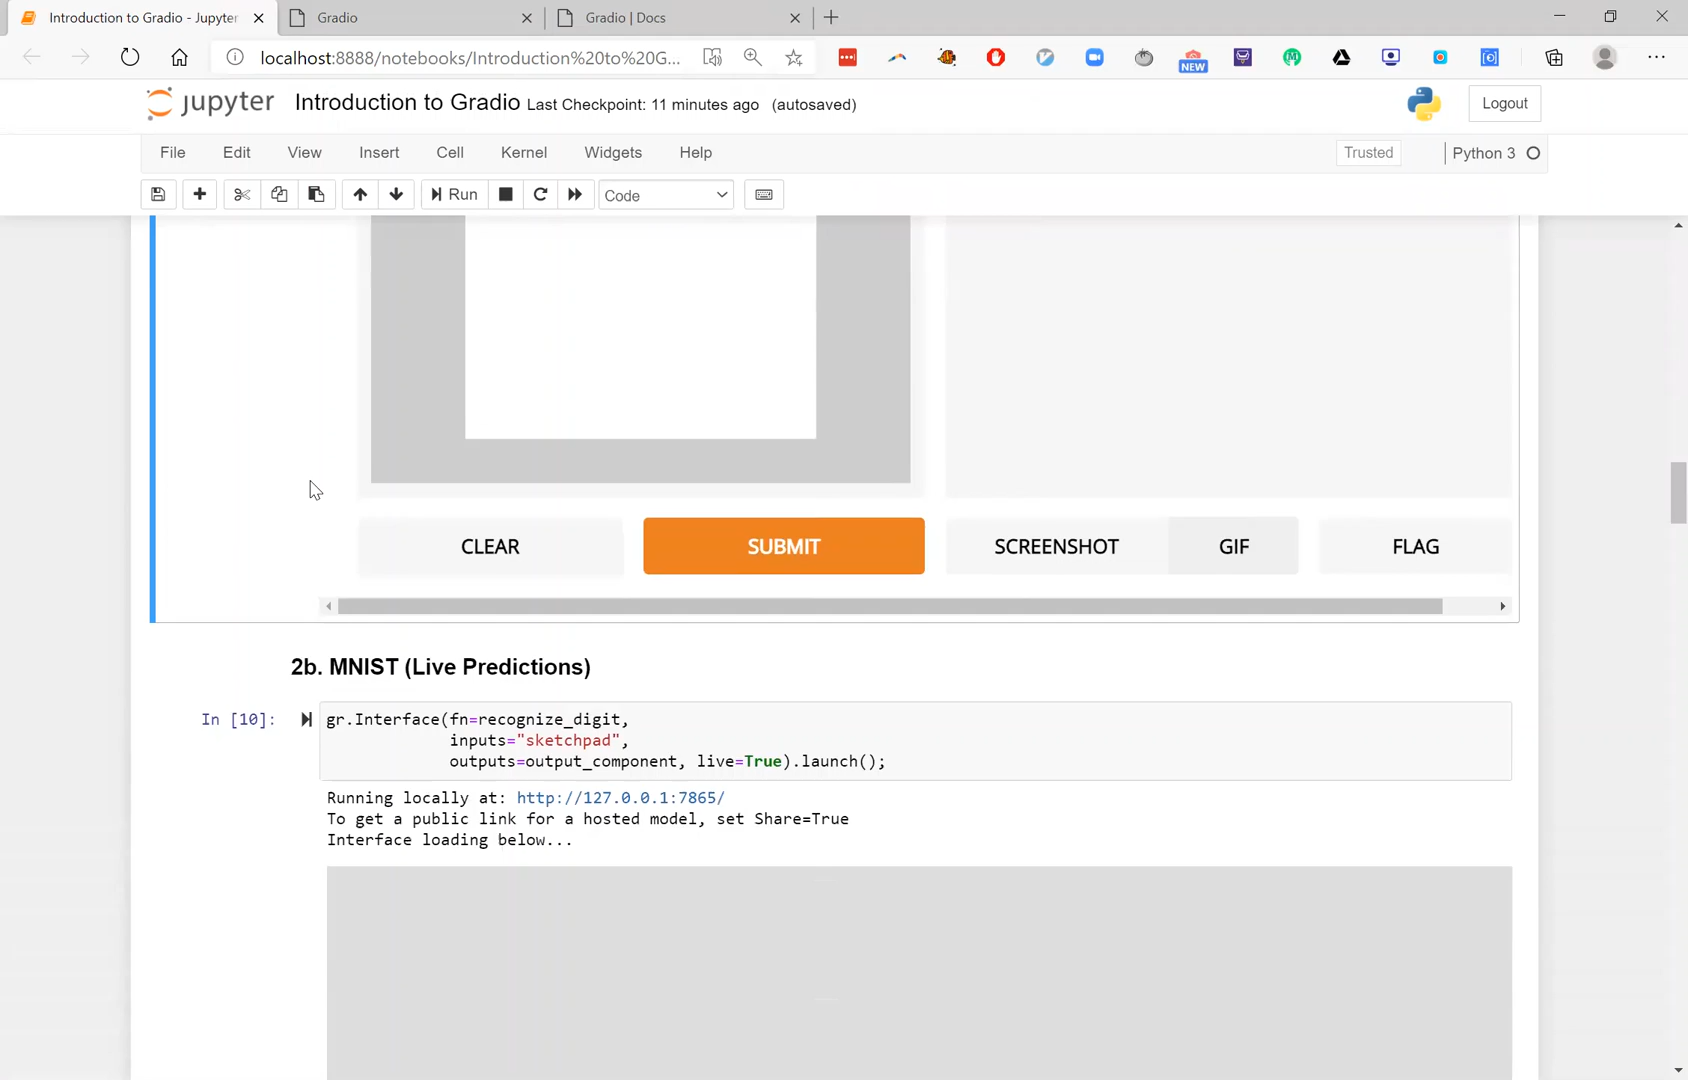 Introduction to Gradio - Jupyter
Gradio
Gradio | Docs
localhost:8888/notebooks/Introduction%20to%20G...
NEW
jupyter Introduction to Gradio Last Checkpoint: 11 minutes ago (autosaved)
Logout
File Edit View Insert Cell Kernel Widgets Help
Trusted
Python 3
Run
Code
CLEAR
SUBMIT
SCREENSHOT
GIF
FLAG
2b. MNIST (Live Predictions)
In [10]:
gr.Interface(fn=recognize_digit,
inputs="sketchpad",
outputs=output_component, live=True).launch();
Running locally at: http://127.0.0.1:7865/
To get a public link for a hosted model, set Share=True
Interface loading below...